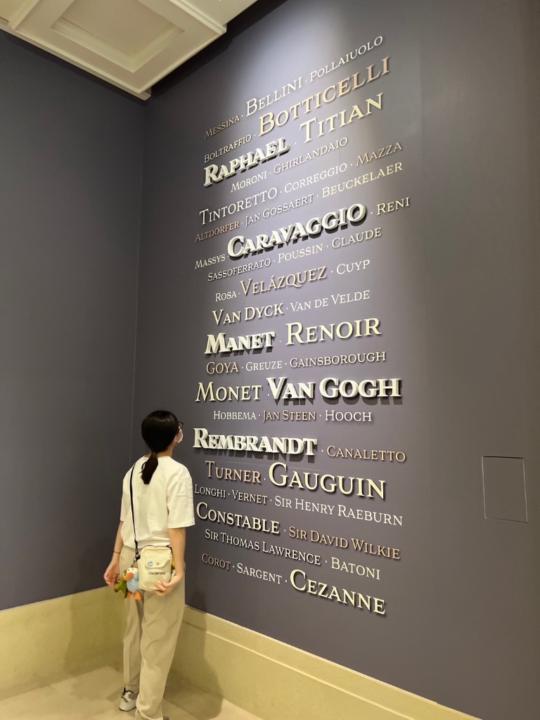 MESSINA · BELLINI · POLLAIUOLO
BOLTRAFFIO · BOTTICELLI
RAPHAEL · TITIAN
MORONI · GHIRLANDAIO
TINTORETTO · CORREGGIO · MAZZA
ALTDORFER · JAN GOSSAERT · BEUCKELAER
MASSYS CARAVAGGIO · RENI
SASSOFERRATO · POUSSIN · CLAUDE
ROSA · VELÁZQUEZ · CUYP
VAN DYCK · VAN DE VELDE
MANET · RENOIR
GOYA · GREUZE · GAINSBOROUGH
MONET VAN GOGH
HOBBEMA · JAN STEEN · HOOCH
REMBRANDT · CANALETTO
TURNER · GAUGUIN
LONGHI · VERNET · SIR HENRY RAEBURN
CONSTABLE · SIR DAVID WILKIE
SIR THOMAS LAWRENCE · BATONI
COROT · SARGENT · CEZANNE